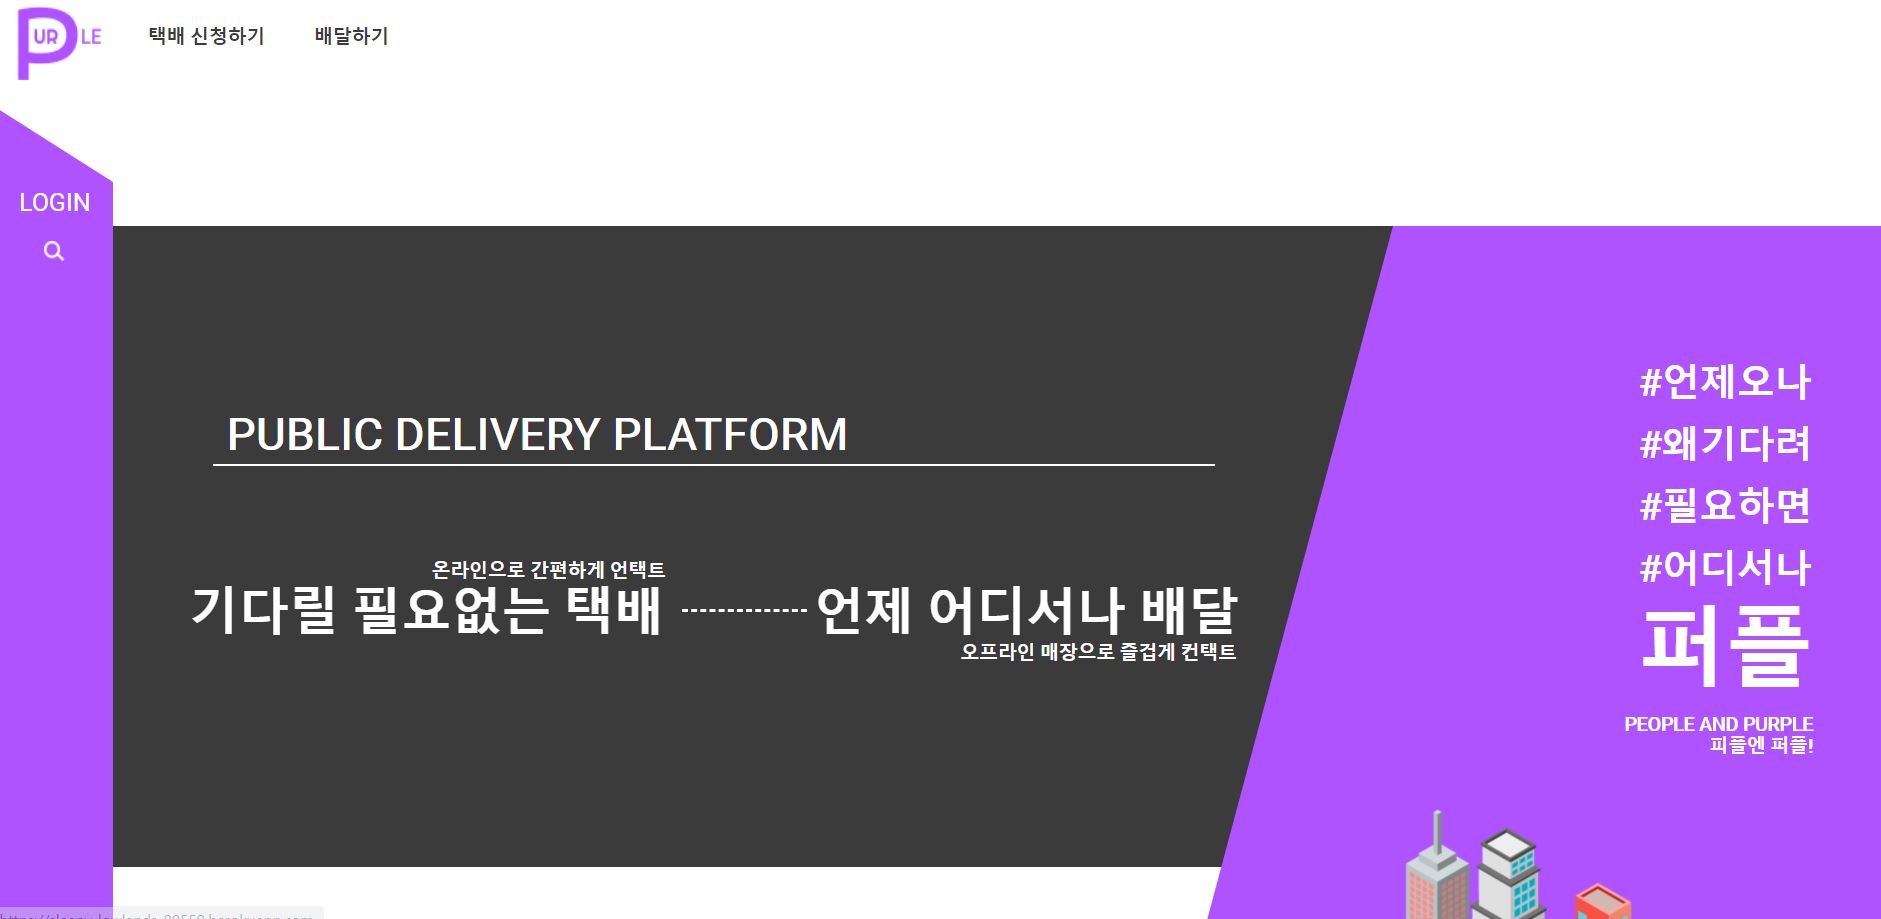 PURPLE
택배 신청하기
배달하기
LOGIN
PUBLIC DELIVERY PLATFORM
온라인으로 간편하게 언택트
기다릴 필요없는 택배 -------------- 언제 어디서나 배달
오프라인 매장으로 즐겁게 컨택트
#언제오나
#왜기다려
#필요하면
#어디서나
퍼플
PEOPLE AND PURPLE
피플엔 퍼플!